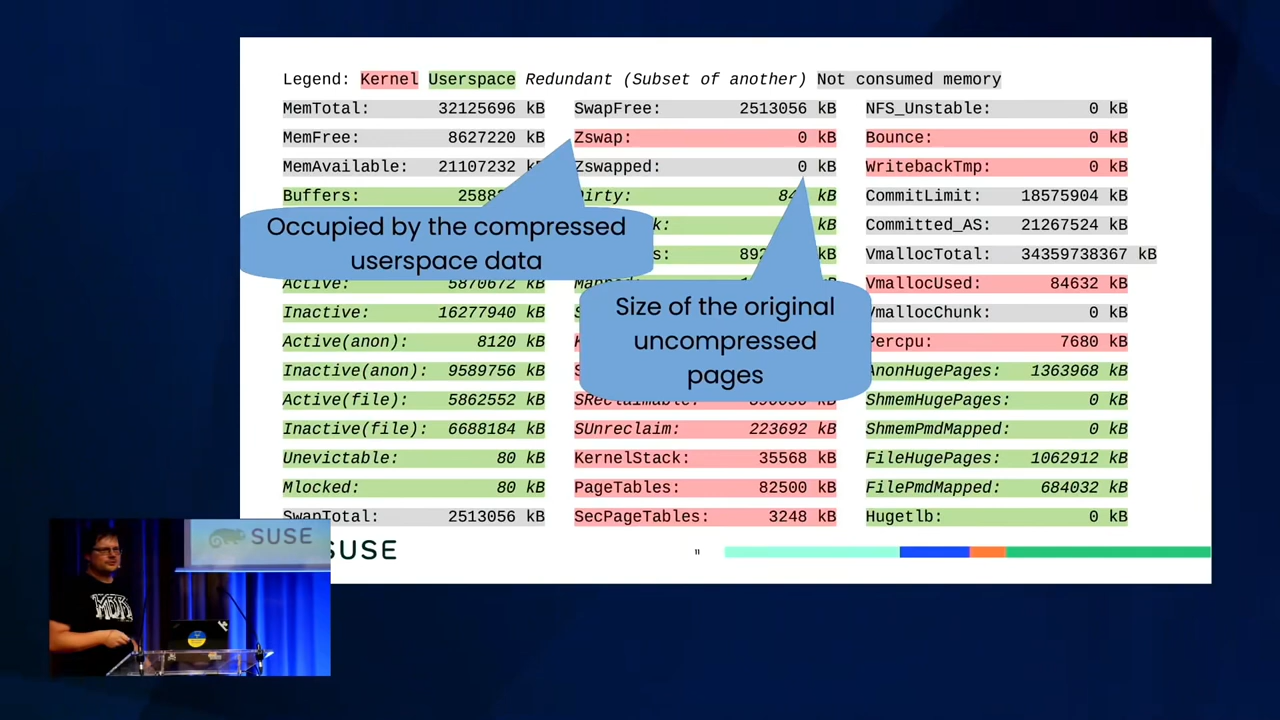 Legend: Kernel Userspace Redundant (Subset of another) Not consumed memory
MemTotal: 32125696 kB
MemFree: 8627220 kB
MemAvailable: 21107232
Buffers:
Active: 5870672 kB
Inactive: 16277940 kB
Active(anon): 8120 kB
Inactive(anon): 9589756 kB
Active(file): 5862552 kB
Inactive(file): 6688184 kB
Unevictable: 80 kB
Mlocked: 80 kB
SwapTotal: 2513056 kB
SwapFree: 2513056 kB
Zswap: 0 kB
Zswapped: 0 kB
kB
kB
kB
Occupied by the compressed
userspace data
Size of the original
uncompressed
pages
SReclaimable: kB
SUnreclaim: 223692 kB
KernelStack: 35568 kB
PageTables: 82500 kB
SecPageTables: 3248 kB
NFS_Unstable: 0 kB
Bounce: 0 kB
WritebackTmp: 0 kB
CommitLimit: 18575904 kB
Committed_AS: 21267524 kB
VmallocTotal: 34359738367 kB
VmallocUsed: 84632 kB
VmallocChunk: 0 kB
Percpu: 7680 kB
AnonHugePages: 1363968 kB
ShmemHugePages: 0 kB
ShmemPmdMapped: 0 kB
FileHugePages: 1062912 kB
FilePmdMapped: 684032 kB
Hugetlb: 0 kB
SUSE
11
SUSE